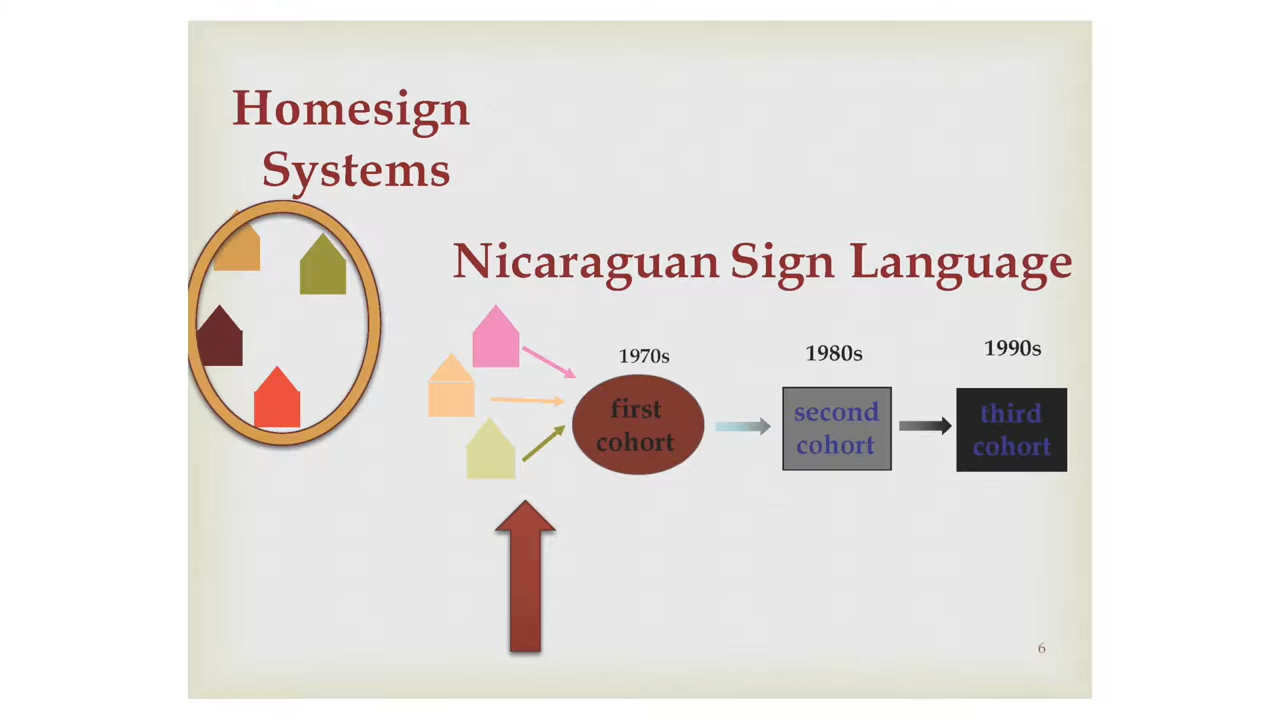 Homesign
Systems
Nicaraguan Sign Language
1970s
1980s
1990s
first
cohort
second
cohort
third
cohort
6